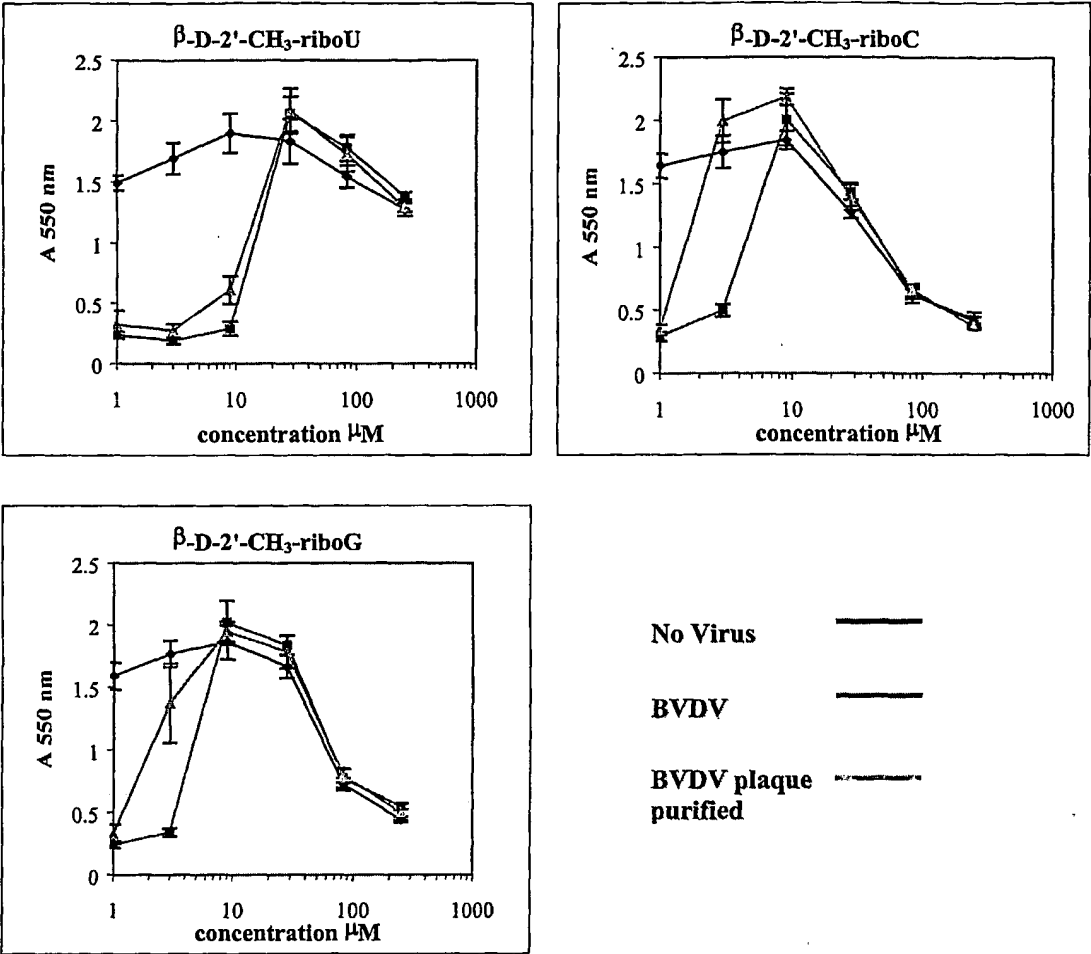 β-D-2'-CH₃-riboU
2.5
2
1.5
1
0.5
0
A 550 nm
1
10
100
1000
concentration μM
β-D-2'-CH₃-riboC
2.5
2
1.5
1
0.5
0
A 550 nm
1
10
100
1000
concentration μM
β-D-2'-CH₃-riboG
2.5
2
1.5
1
0.5
0
A 550 nm
1
10
100
1000
concentration μM
No Virus
BVDV
BVDV plaque
purified